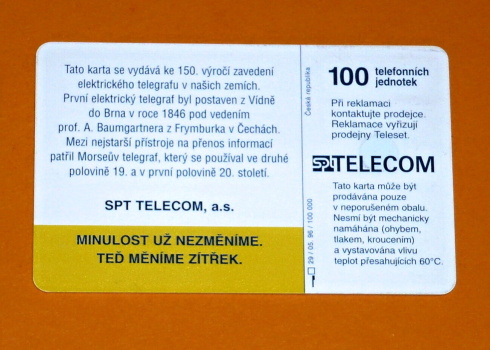 Tato karta se vydává ke 150. výročí zavedení
elektrického telegrafu v našich zemích.
První elektrický telegraf byl postaven z Vídně
do Brna v roce 1846 pod vedením
prof. A. Baumgartnera z Frymburka v Čechách.
Mezi nejstarší přístroje na přenos informací
patřil Morseův telegraf, který se používal ve druhé
polovině 19. a a v první polovině 20. století.
SPT TELECOM, a.s.
MINULOST UŽ NEZMĚNÍME.
TEĎ MĚNÍME ZÍTŘEK.
Česká republika
29 / 05. 96 / 100 000
100 telefonních
jednotek
Při reklamaci
kontaktujte prodejce.
Reklamace vyřizují
prodejny Teleset.
SPT TELECOM
Tato karta může být
prodávána pouze
v neporušeném obalu.
Nesmí být mechanicky
namáhána (ohybem,
tlakem, kroucením)
a vystavována vlivu
teplot přesahujících 60°C.